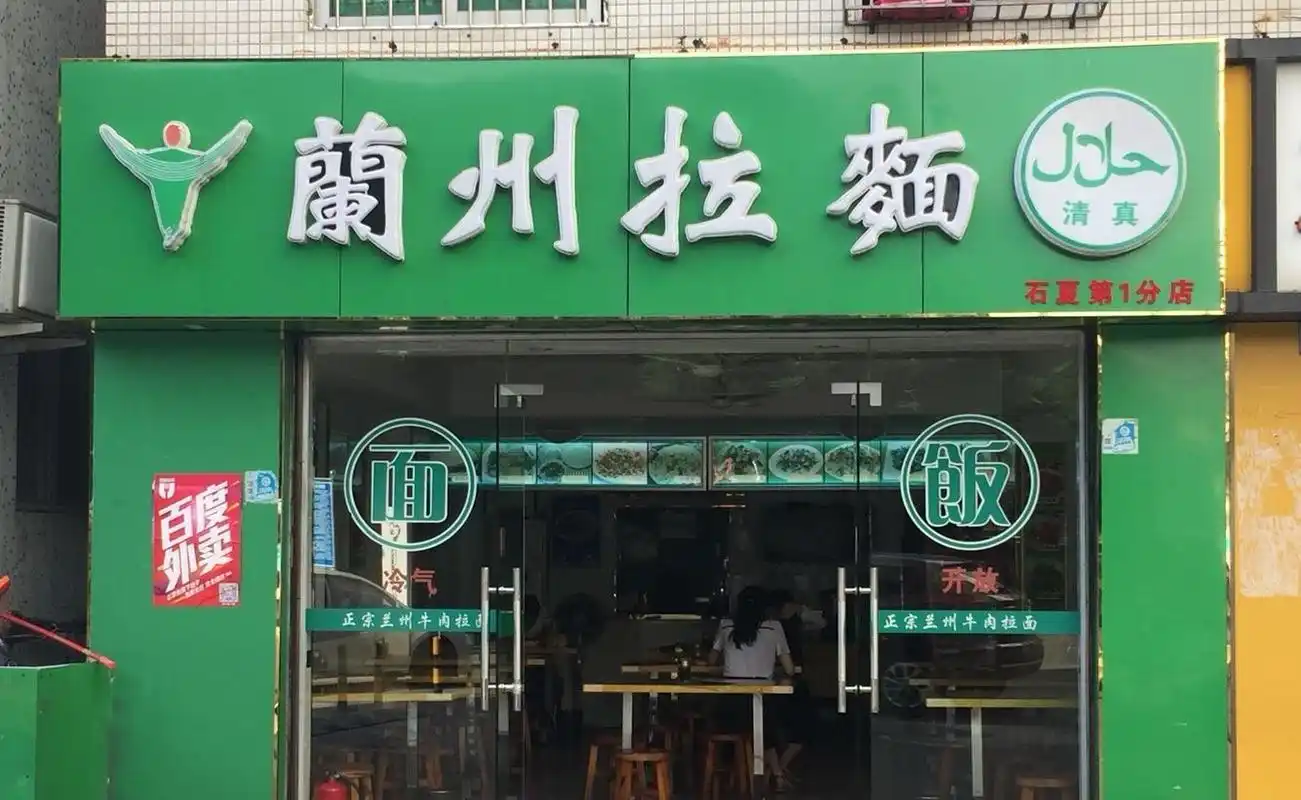 蘭州拉麵
حلال
清真
石夏第1分店
面
飯
百度
外卖
冷气
开放
正宗兰州牛肉拉面
正宗兰州牛肉拉面